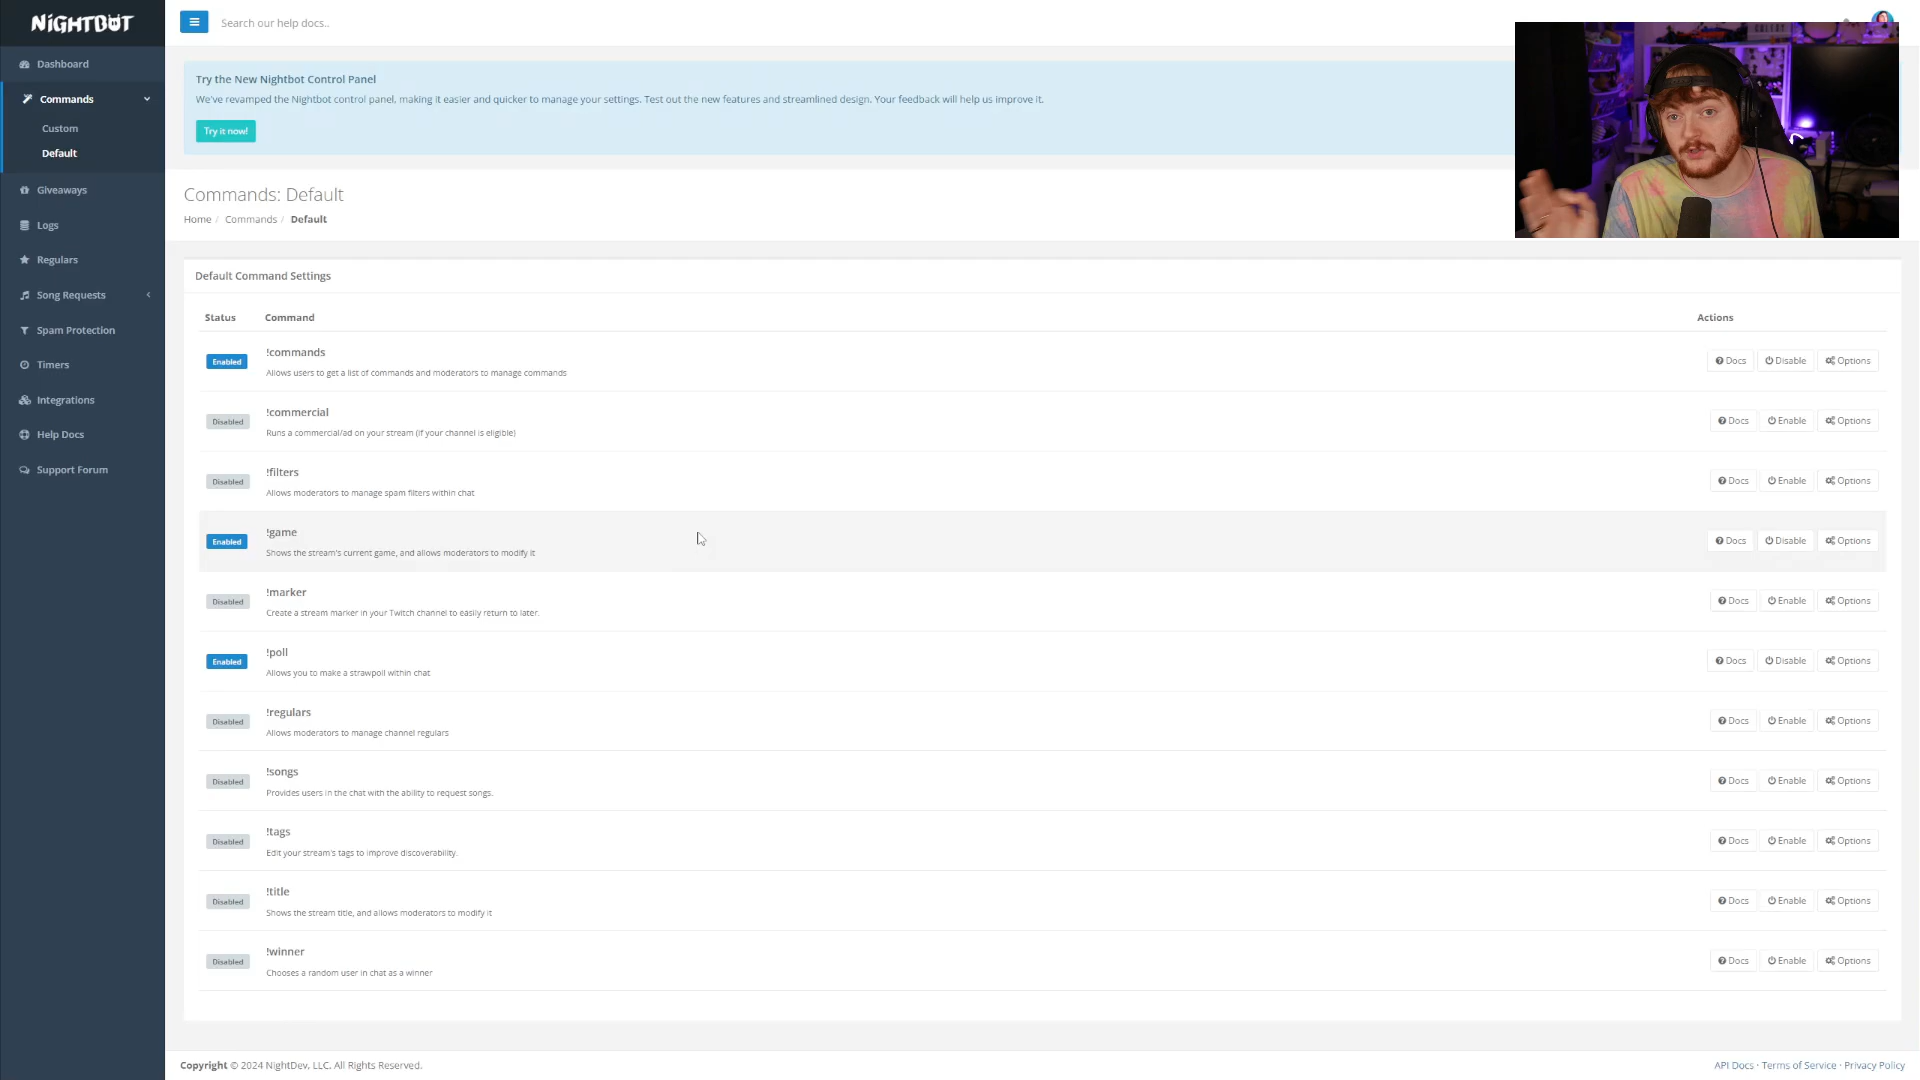 NIGHTBOT
Search our help docs..
Dashboard
Commands
Custom
Default
Giveaways
Logs
Regulars
Song Requests
Spam Protection
Timers
Integrations
Help Docs
Support Forum
Try the New Nightbot Control Panel
We've revamped the Nightbot control panel, making it easier and quicker to manage your settings. Test out the new features and streamlined design. Your feedback will help us improve it.
Try it now!
Commands: Default
Home / Commands / Default
Default Command Settings
Status Command Actions
Enabled !commands Docs Disable Options
Allows users to get a list of commands and moderators to manage commands
Disabled !commercial Docs Enable Options
Runs a commercial/ad on your stream (if your channel is eligible)
Disabled !filters Docs Enable Options
Allows moderators to manage spam filters within chat
Enabled !game Docs Disable Options
Shows the stream's current game, and allows moderators to modify it
Disabled !marker Docs Enable Options
Create a stream marker in your Twitch channel to easily return to later.
Enabled !poll Docs Disable Options
Allows you to make a strawpoll within chat
Disabled !regulars Docs Enable Options
Allows moderators to manage channel regulars
Disabled !songs Docs Enable Options
Provides users in the chat with the ability to request songs.
Disabled !tags Docs Enable Options
Edit your stream's tags to improve discoverability.
Disabled !title Docs Enable Options
Shows the stream title, and allows moderators to modify it
Disabled !winner Docs Enable Options
Chooses a random user in chat as a winner
Copyright © 2024 NightDev, LLC. All Rights Reserved.
API Docs · Terms of Service · Privacy Policy